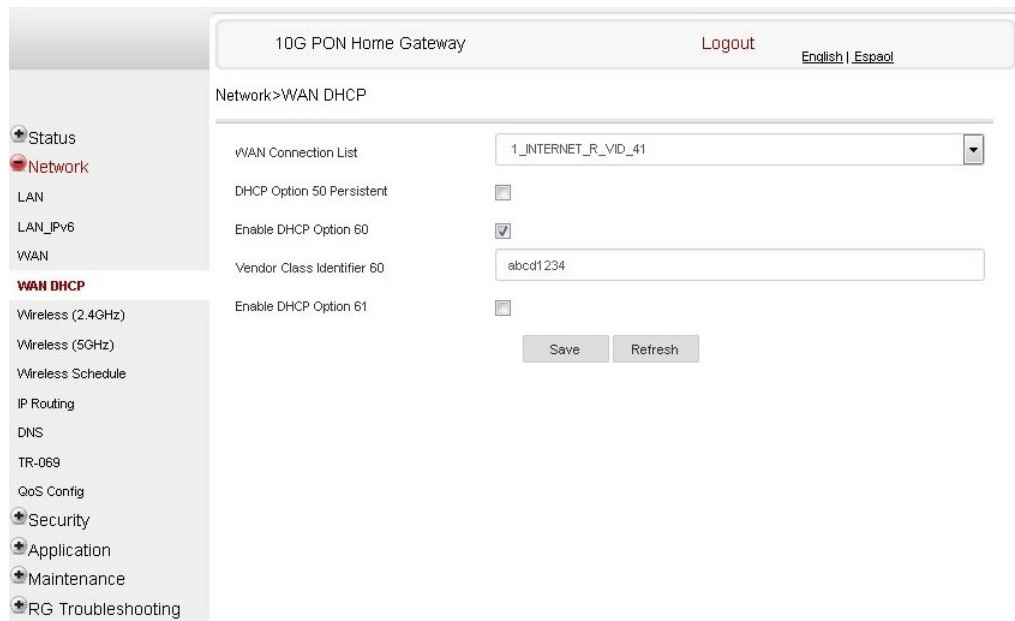 10G PON Home Gateway
Logout
English | Espaol
Network>WAN DHCP
Status
Network
LAN
LAN_IPv6
WAN
WAN DHCP
Wireless (2.4GHz)
Wireless (5GHz)
Wireless Schedule
IP Routing
DNS
TR-069
QoS Config
Security
Application
Maintenance
RG Troubleshooting
WAN Connection List
1_INTERNET_R_VID_41
DHCP Option 50 Persistent
Enable DHCP Option 60
Vendor Class Identifier 60
abcd1234
Enable DHCP Option 61
Save
Refresh